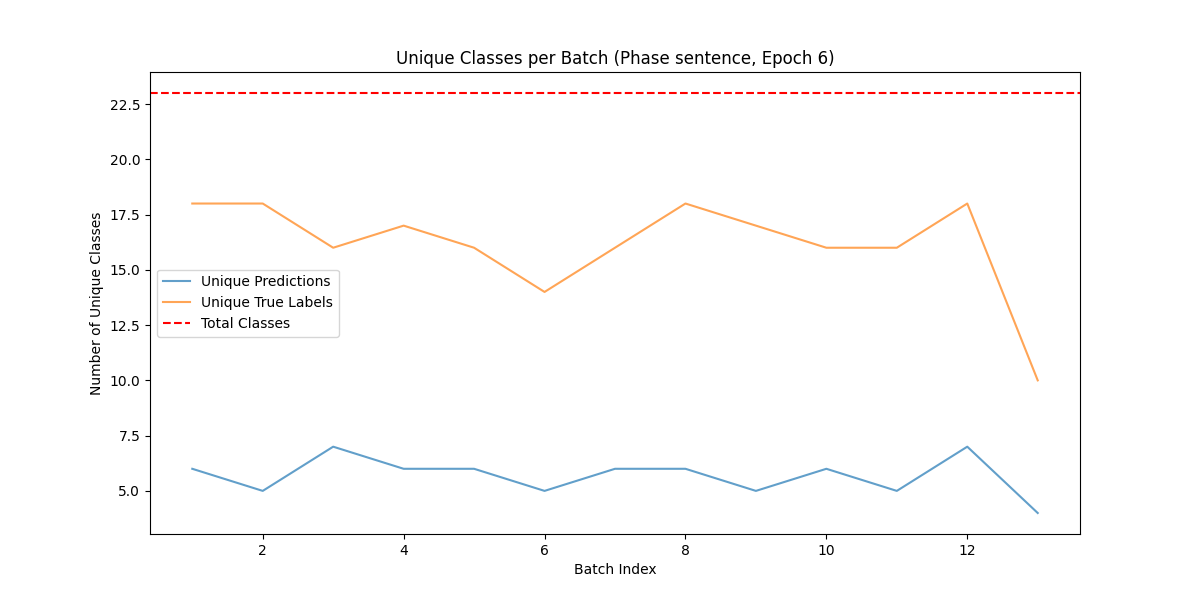 Unique Classes per Batch (Phase sentence, Epoch 6)
Number of Unique Classes
22.5
20.0
17.5
15.0
12.5
10.0
7.5
5.0
Unique Predictions
Unique True Labels
Total Classes
2 4 6 8 10 12
Batch Index